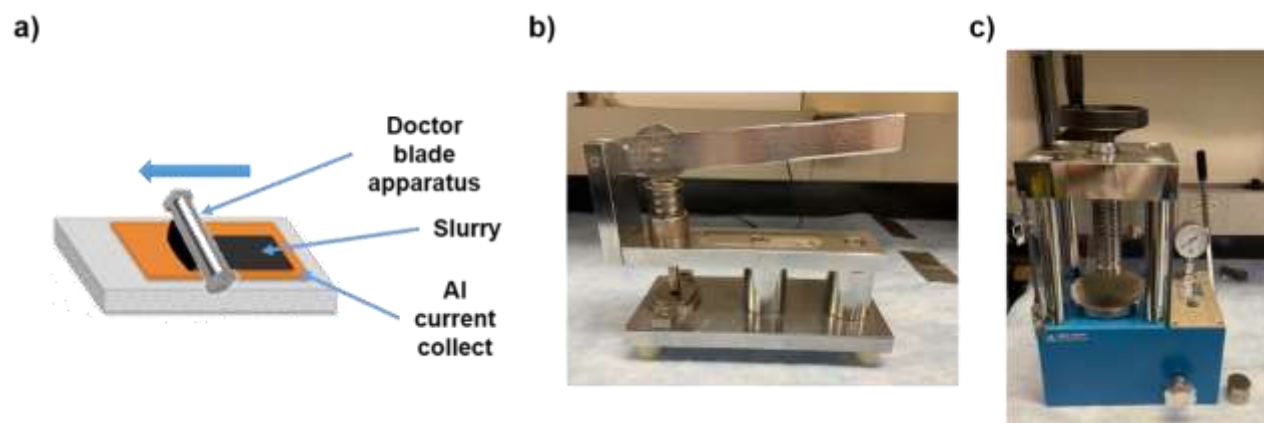 a)
b)
c)
Doctor
blade
apparatus
Slurry
Al
current
collect